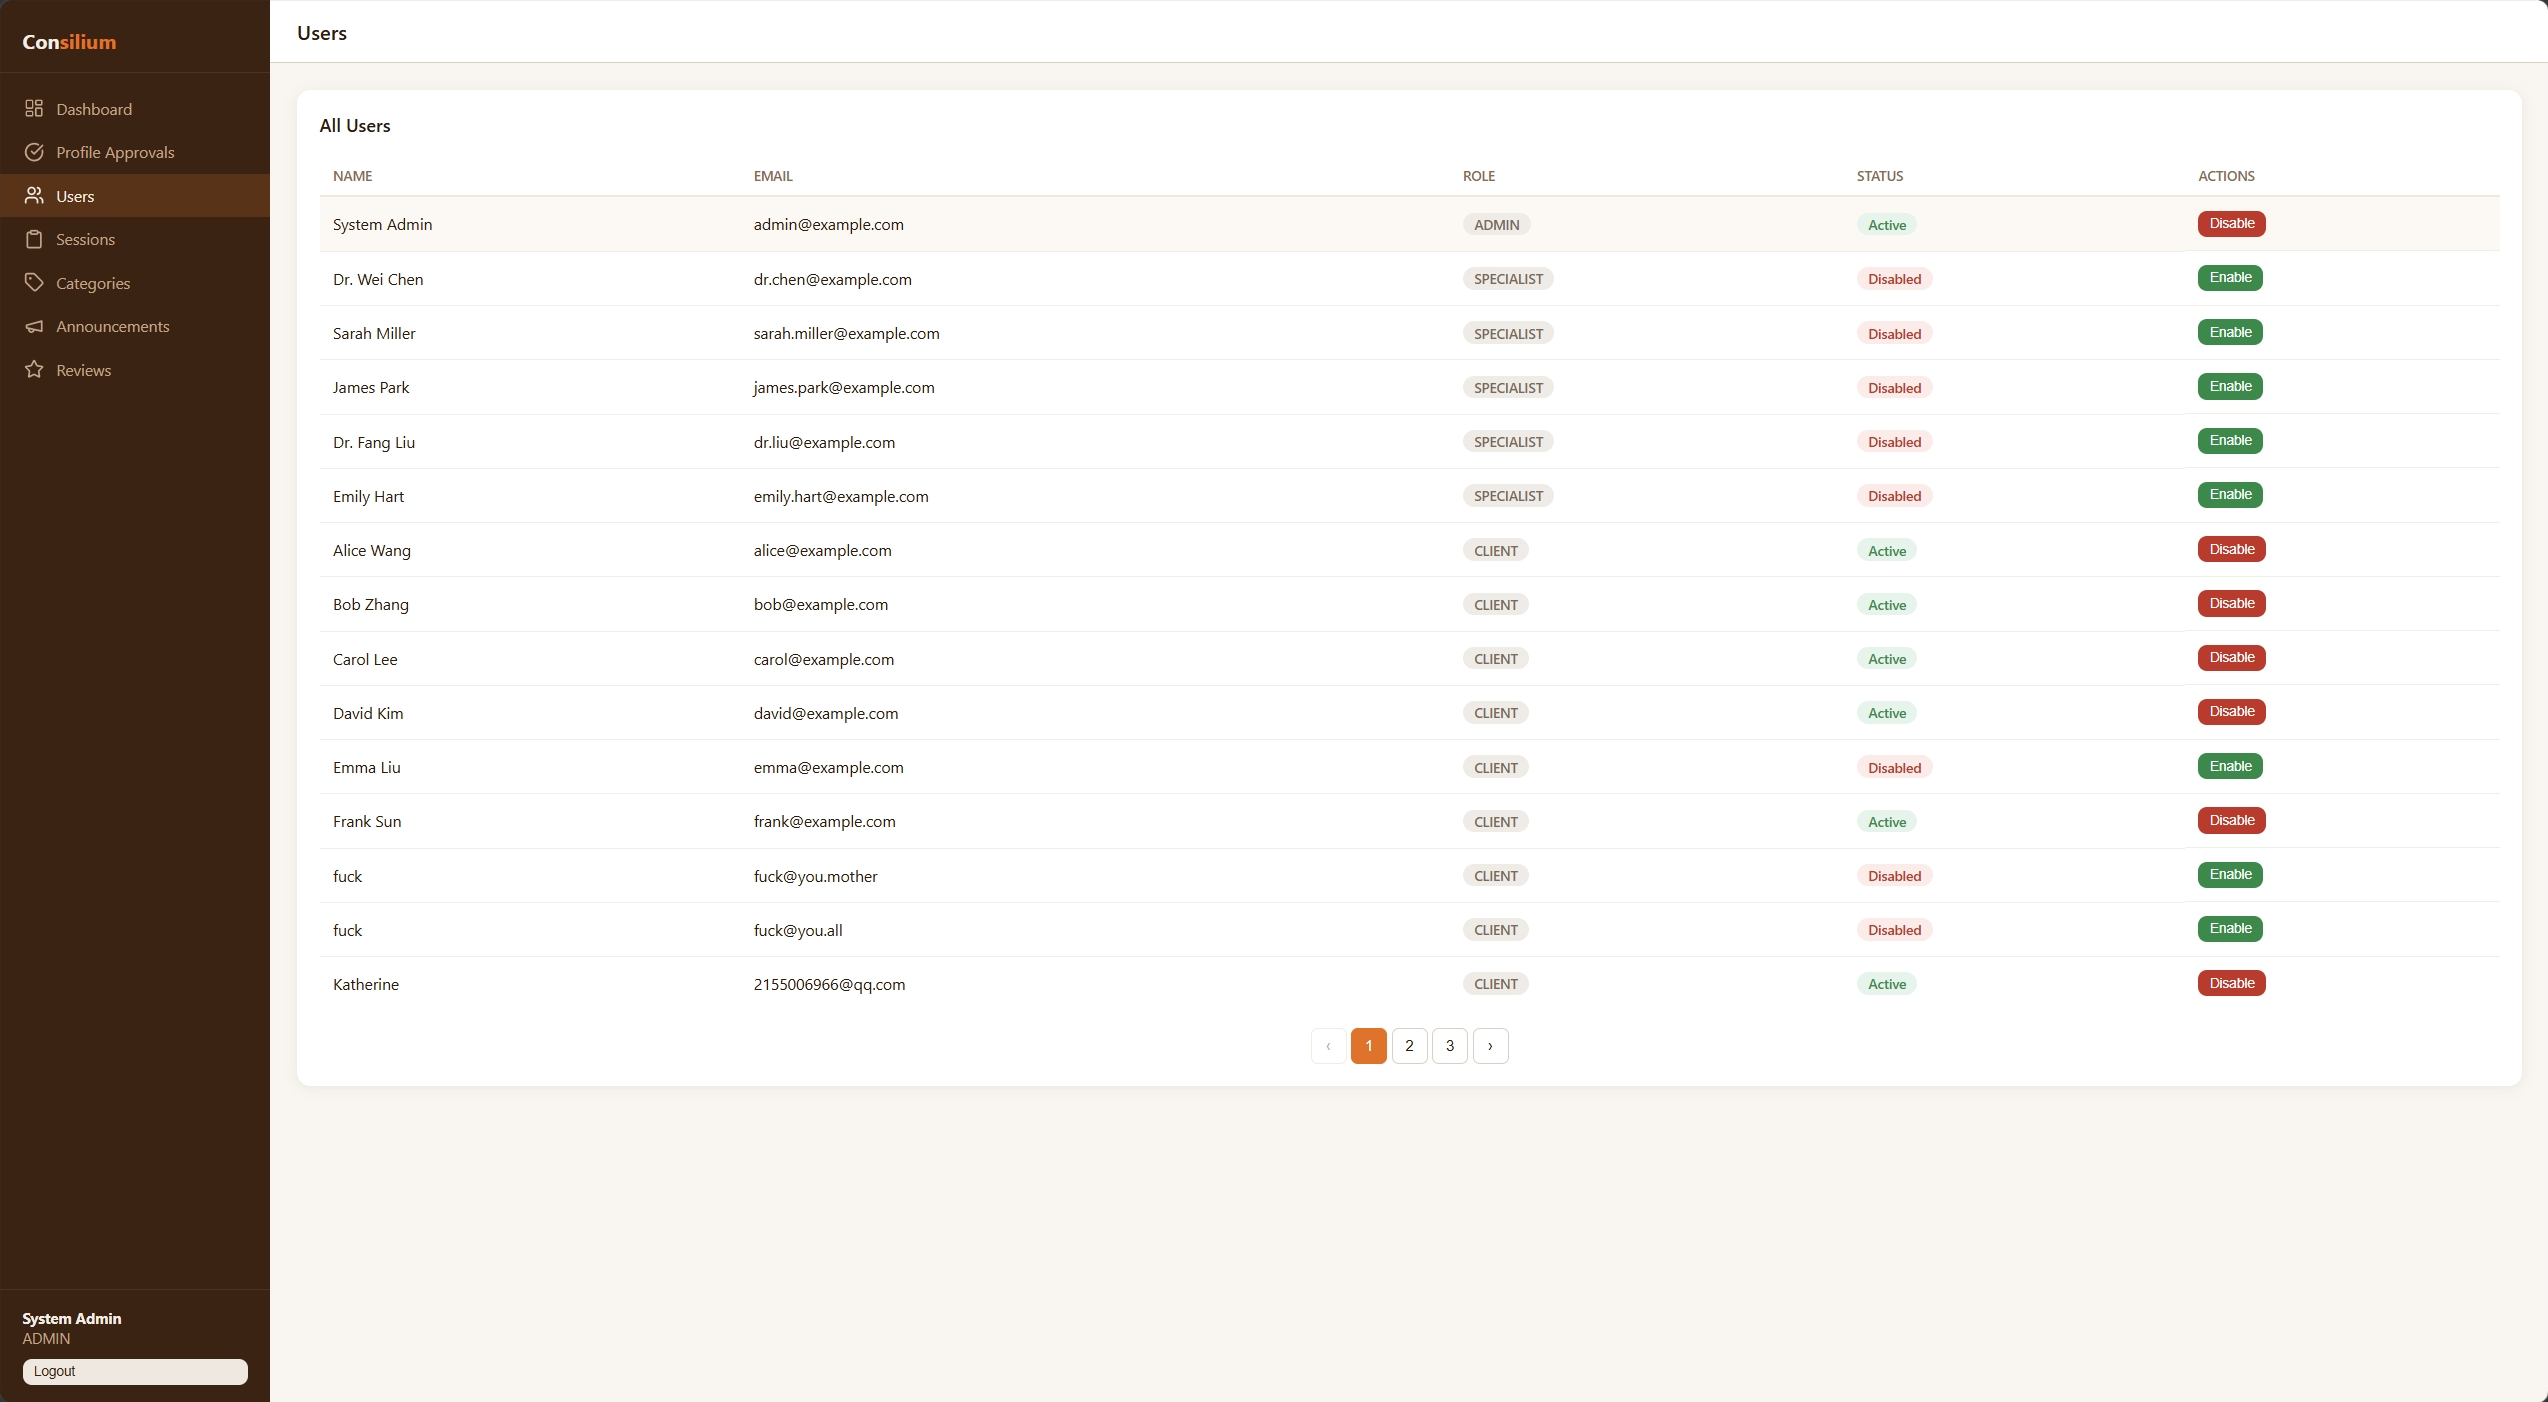 Consilium
Dashboard
Profile Approvals
Users
Sessions
Categories
Announcements
Reviews
System Admin
ADMIN
Logout
Users
All Users
NAME EMAIL ROLE STATUS ACTIONS
System Admin admin@example.com ADMIN Active Disable
Dr. Wei Chen dr.chen@example.com SPECIALIST Disabled Enable
Sarah Miller sarah.miller@example.com SPECIALIST Disabled Enable
James Park james.park@example.com SPECIALIST Disabled Enable
Dr. Fang Liu dr.liu@example.com SPECIALIST Disabled Enable
Emily Hart emily.hart@example.com SPECIALIST Disabled Enable
Alice Wang alice@example.com CLIENT Active Disable
Bob Zhang bob@example.com CLIENT Active Disable
Carol Lee carol@example.com CLIENT Active Disable
David Kim david@example.com CLIENT Active Disable
Emma Liu emma@example.com CLIENT Disabled Enable
Frank Sun frank@example.com CLIENT Active Disable
fuck fuck@you.mother CLIENT Disabled Enable
fuck fuck@you.all CLIENT Disabled Enable
Katherine 2155006966@qq.com CLIENT Active Disable
‹ 1 2 3 ›